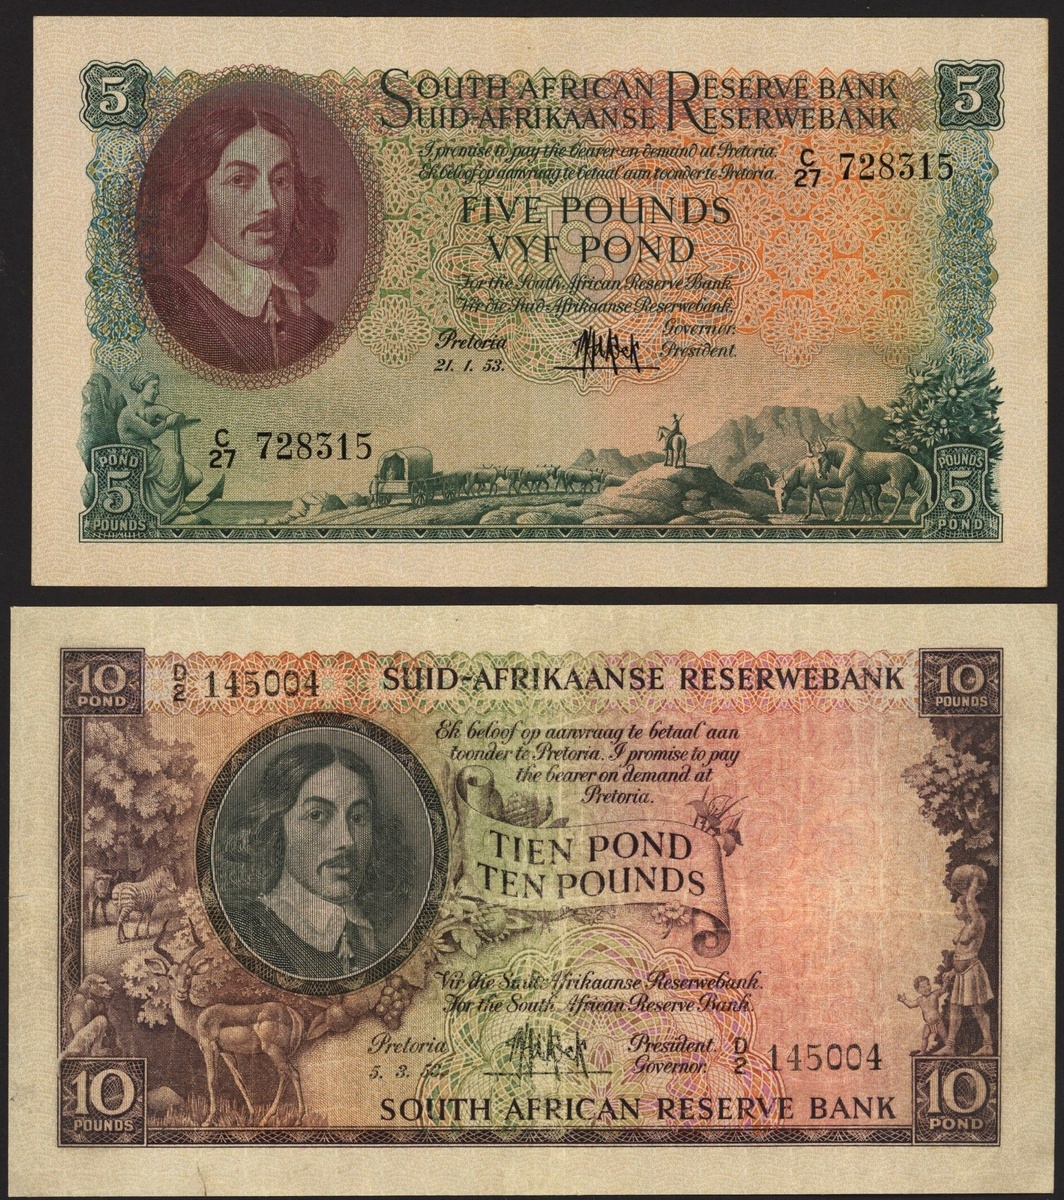 5 SOUTH AFRICAN RESERVE BANK 5
SUID-AFRIKAANSE RESERWEBANK
I promise to pay the bearer on demand at Pretoria.
Ek beloof op aanvraag te betaal aan toonder te Pretoria.
C/27 728315
FIVE POUNDS
VYF POND
For the South African Reserve Bank.
Vir die Suid-Afrikaanse Reserwebank.
Governor.
Pretoria President.
21. 1. 53.
C/27 728315
POND POUNDS
5 5
POUNDS POND
10 D/2 145004 SUID-AFRIKAANSE RESERWEBANK 10
POND POUNDS
Ek beloof op aanvraag te betaal aan
toonder te Pretoria. I promise to pay
the bearer on demand at
Pretoria.
TIEN POND
TEN POUNDS
Vir die Suid-Afrikaanse Reserwebank.
For the South African Reserve Bank.
Pretoria President. D/2 145004
5. 3. Governor.
10 10
POUNDS SOUTH AFRICAN RESERVE BANK POND